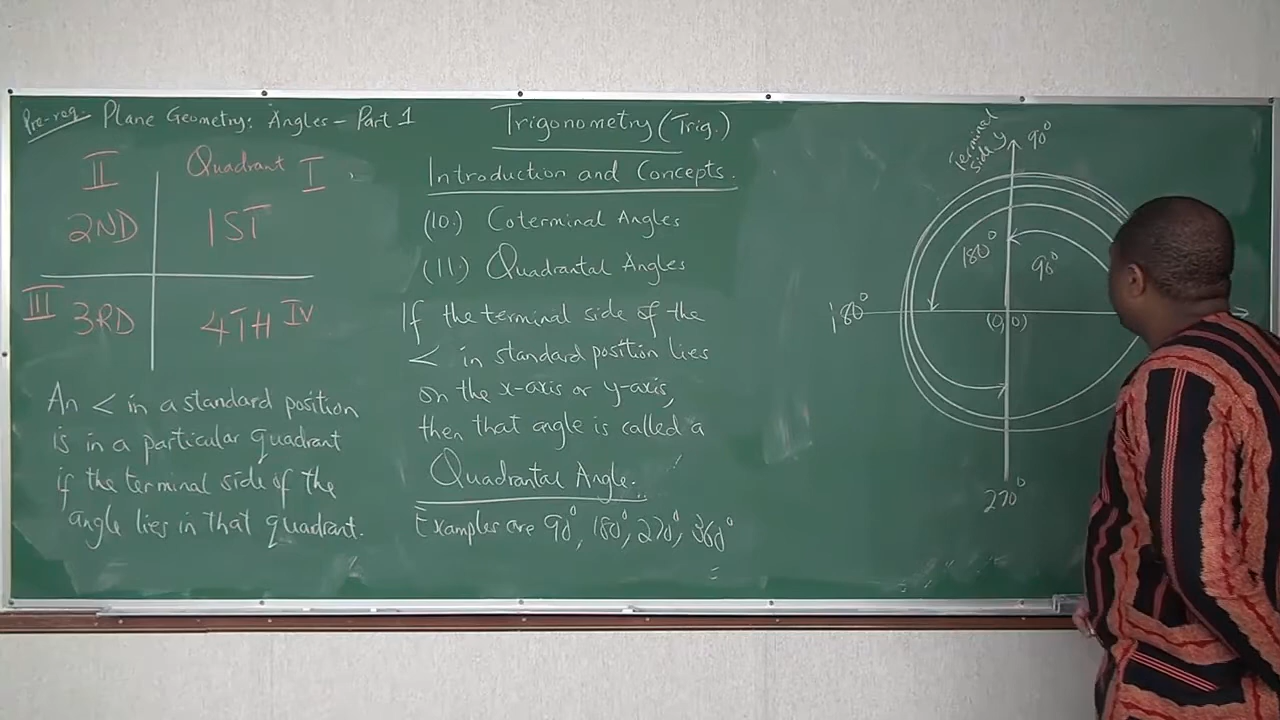 Pre-req. Plane Geometry: Angles – Part 1
II Quadrant I
2ND 1ST
III 3RD 4TH IV
An < in a standard position
is in a particular quadrant
if the terminal side of the
angle lies in that quadrant.
Trigonometry (Trig.)
Introduction and Concepts.
(10.) Coterminal Angles
(11.) Quadrantal Angles
If the terminal side of the
< in standard position lies
on the x-axis or y-axis,
then that angle is called a
Quadrantal Angle.
Examples are 90°, 180°, 270°, 360°
Terminal
side y 90°
180° 90°
180°
(0, 0)
270°